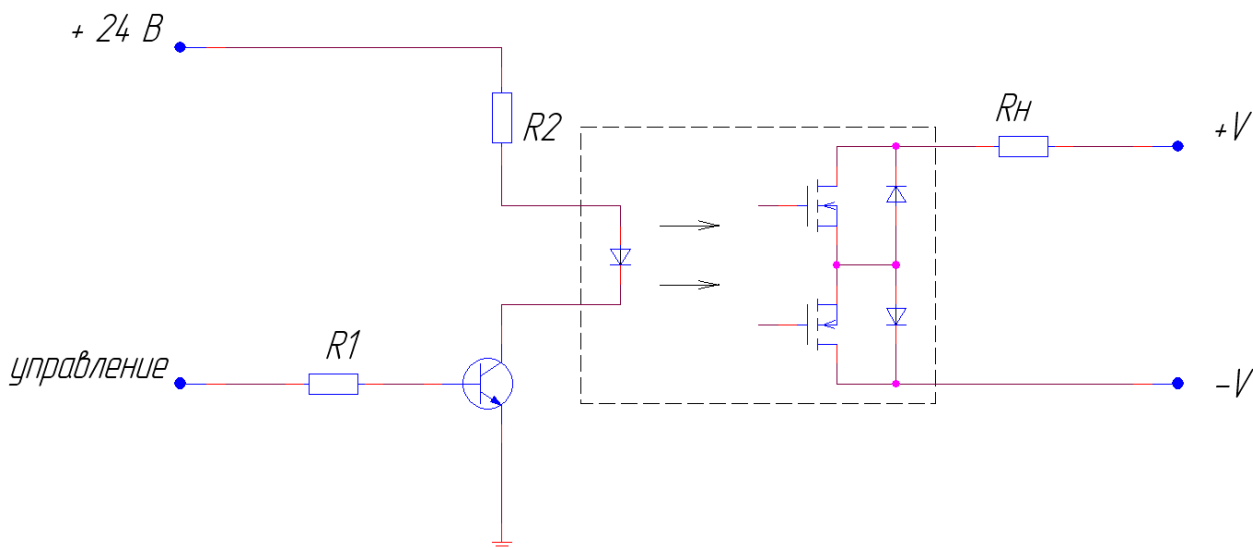 + 24 В
R2
Rн
+V
R1
управление
-V